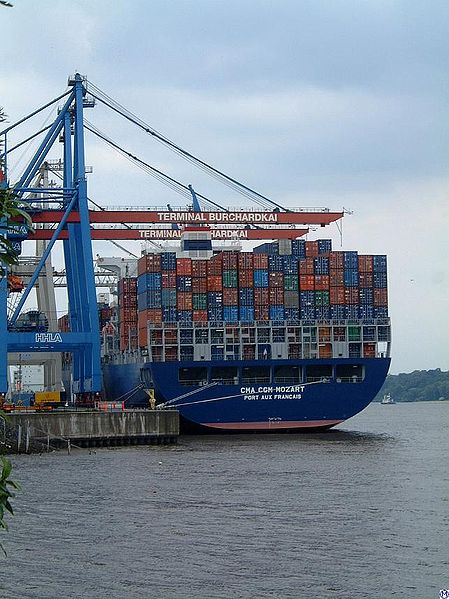 TERMINAL BURCHARDKAI
TERMINAL BURCHARDKAI
HHLA
CMA CGM MOZART
PORT AUX FRANÇAIS
M